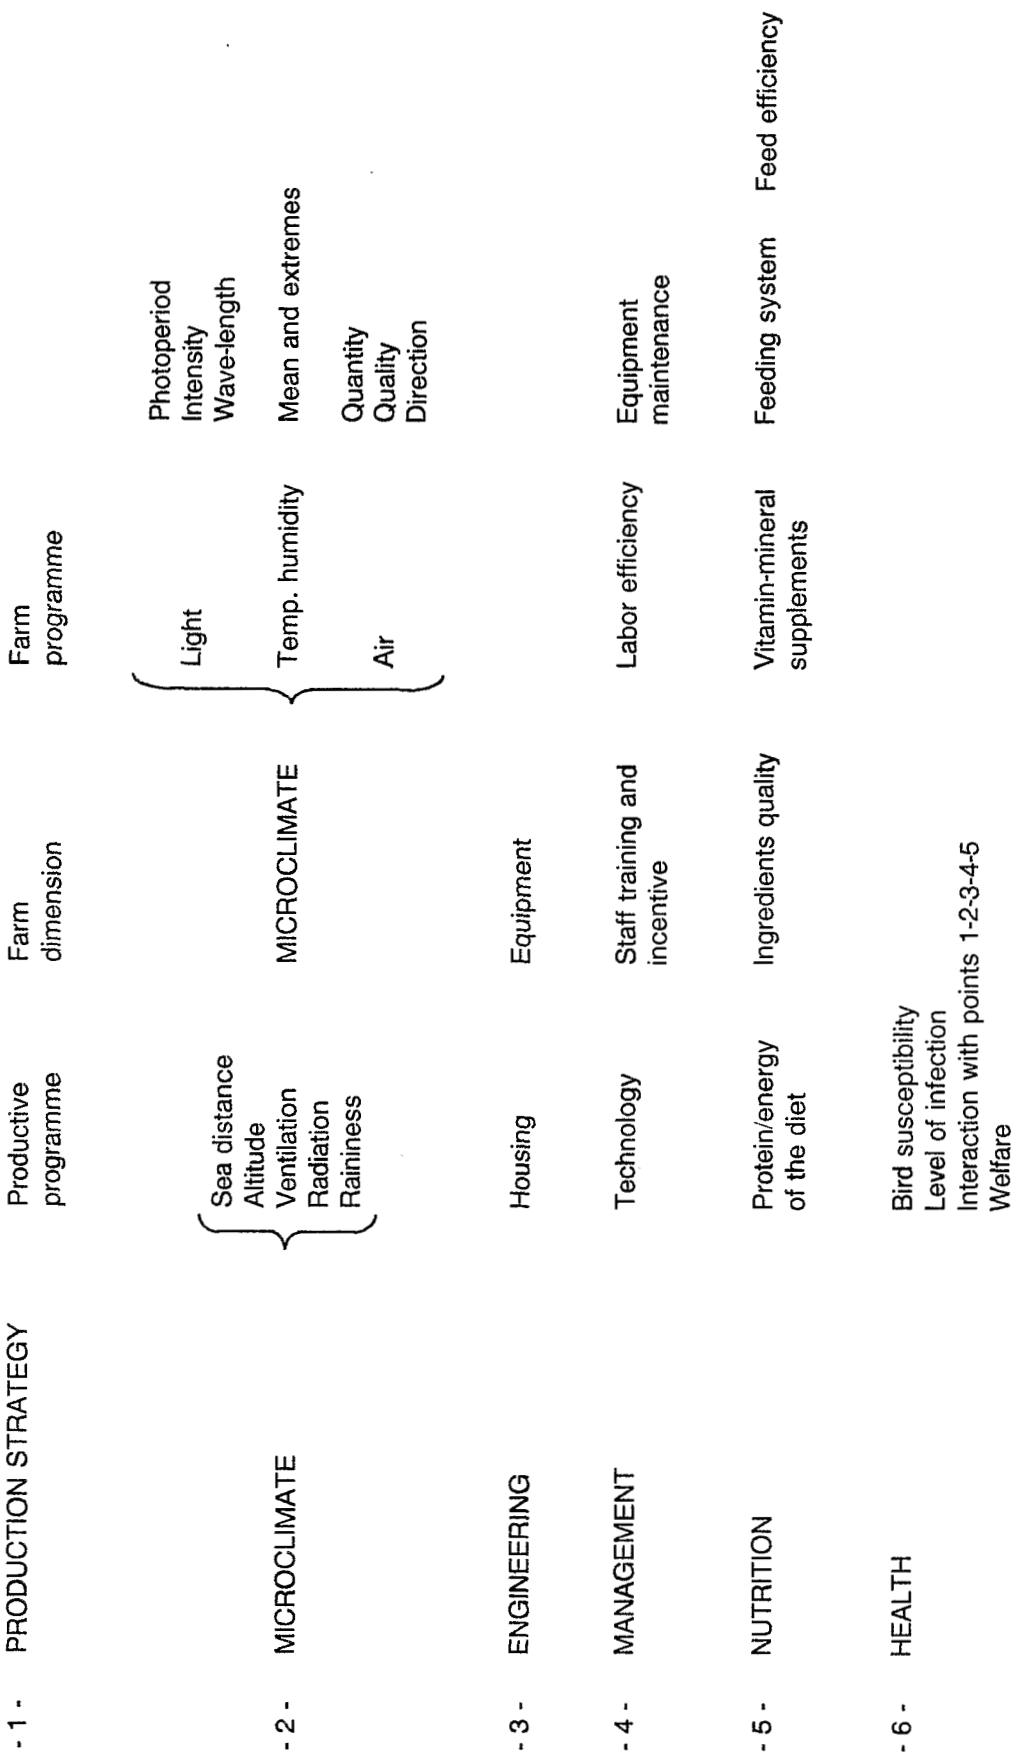 - 1 - PRODUCTION STRATEGY
Productive
programme
Farm
dimension
Farm
programme
- 2 - MICROCLIMATE
Sea distance
Altitude
Ventilation
Radiation
Raininess
MICROCLIMATE
Light
Photoperiod
Intensity
Wave-length
Temp. humidity
Mean and extremes
Air
Quantity
Quality
Direction
- 3 - ENGINEERING
Housing
Equipment
- 4 - MANAGEMENT
Technology
Staff training and
incentive
Labor efficiency
Equipment
maintenance
- 5 - NUTRITION
Protein/energy
of the diet
Ingredients quality
Vitamin-mineral
supplements
Feeding system
Feed efficiency
- 6 - HEALTH
Bird susceptibility
Level of infection
Interaction with points 1-2-3-4-5
Welfare